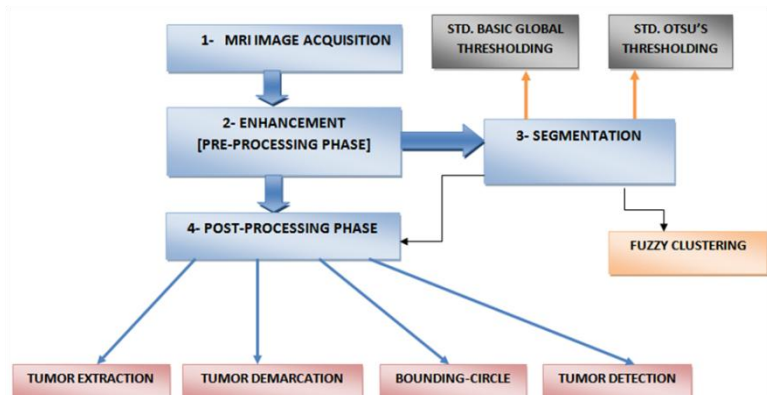 1- MRI IMAGE ACQUISITION
STD. BASIC GLOBAL
THRESHOLDING
STD. OTSU'S
THRESHOLDING
2- ENHANCEMENT
[PRE-PROCESSING PHASE]
3- SEGMENTATION
4- POST-PROCESSING PHASE
FUZZY CLUSTERING
TUMOR EXTRACTION
TUMOR DEMARCATION
BOUNDING-CIRCLE
TUMOR DETECTION